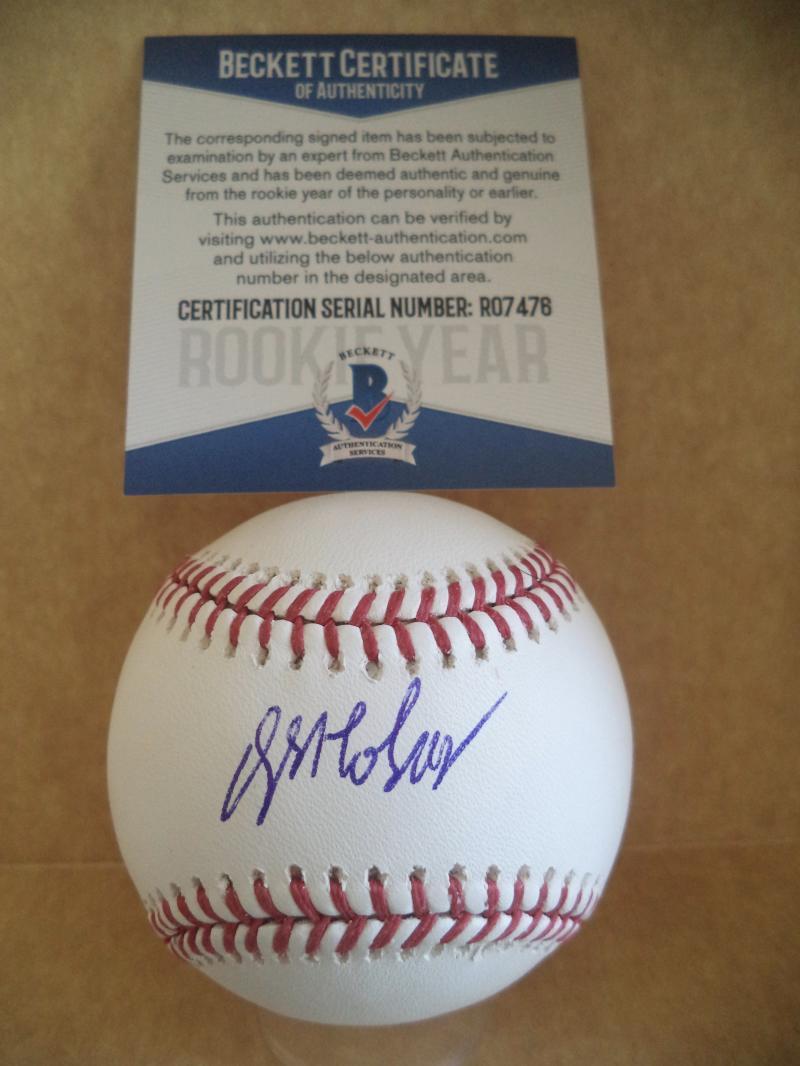 BECKETT CERTIFICATE
OF AUTHENTICITY
The corresponding signed item has been subjected to
examination by an expert from Beckett Authentication
Services and has been deemed authentic and genuine
from the rookie year of the personality or earlier.
This authentication can be verified by
visiting www.beckett-authentication.com
and utilizing the below authentication
number in the designated area.
CERTIFICATION SERIAL NUMBER: R07476
ROOKIE YEAR
BECKETT
B
AUTHENTICATION
SERVICES